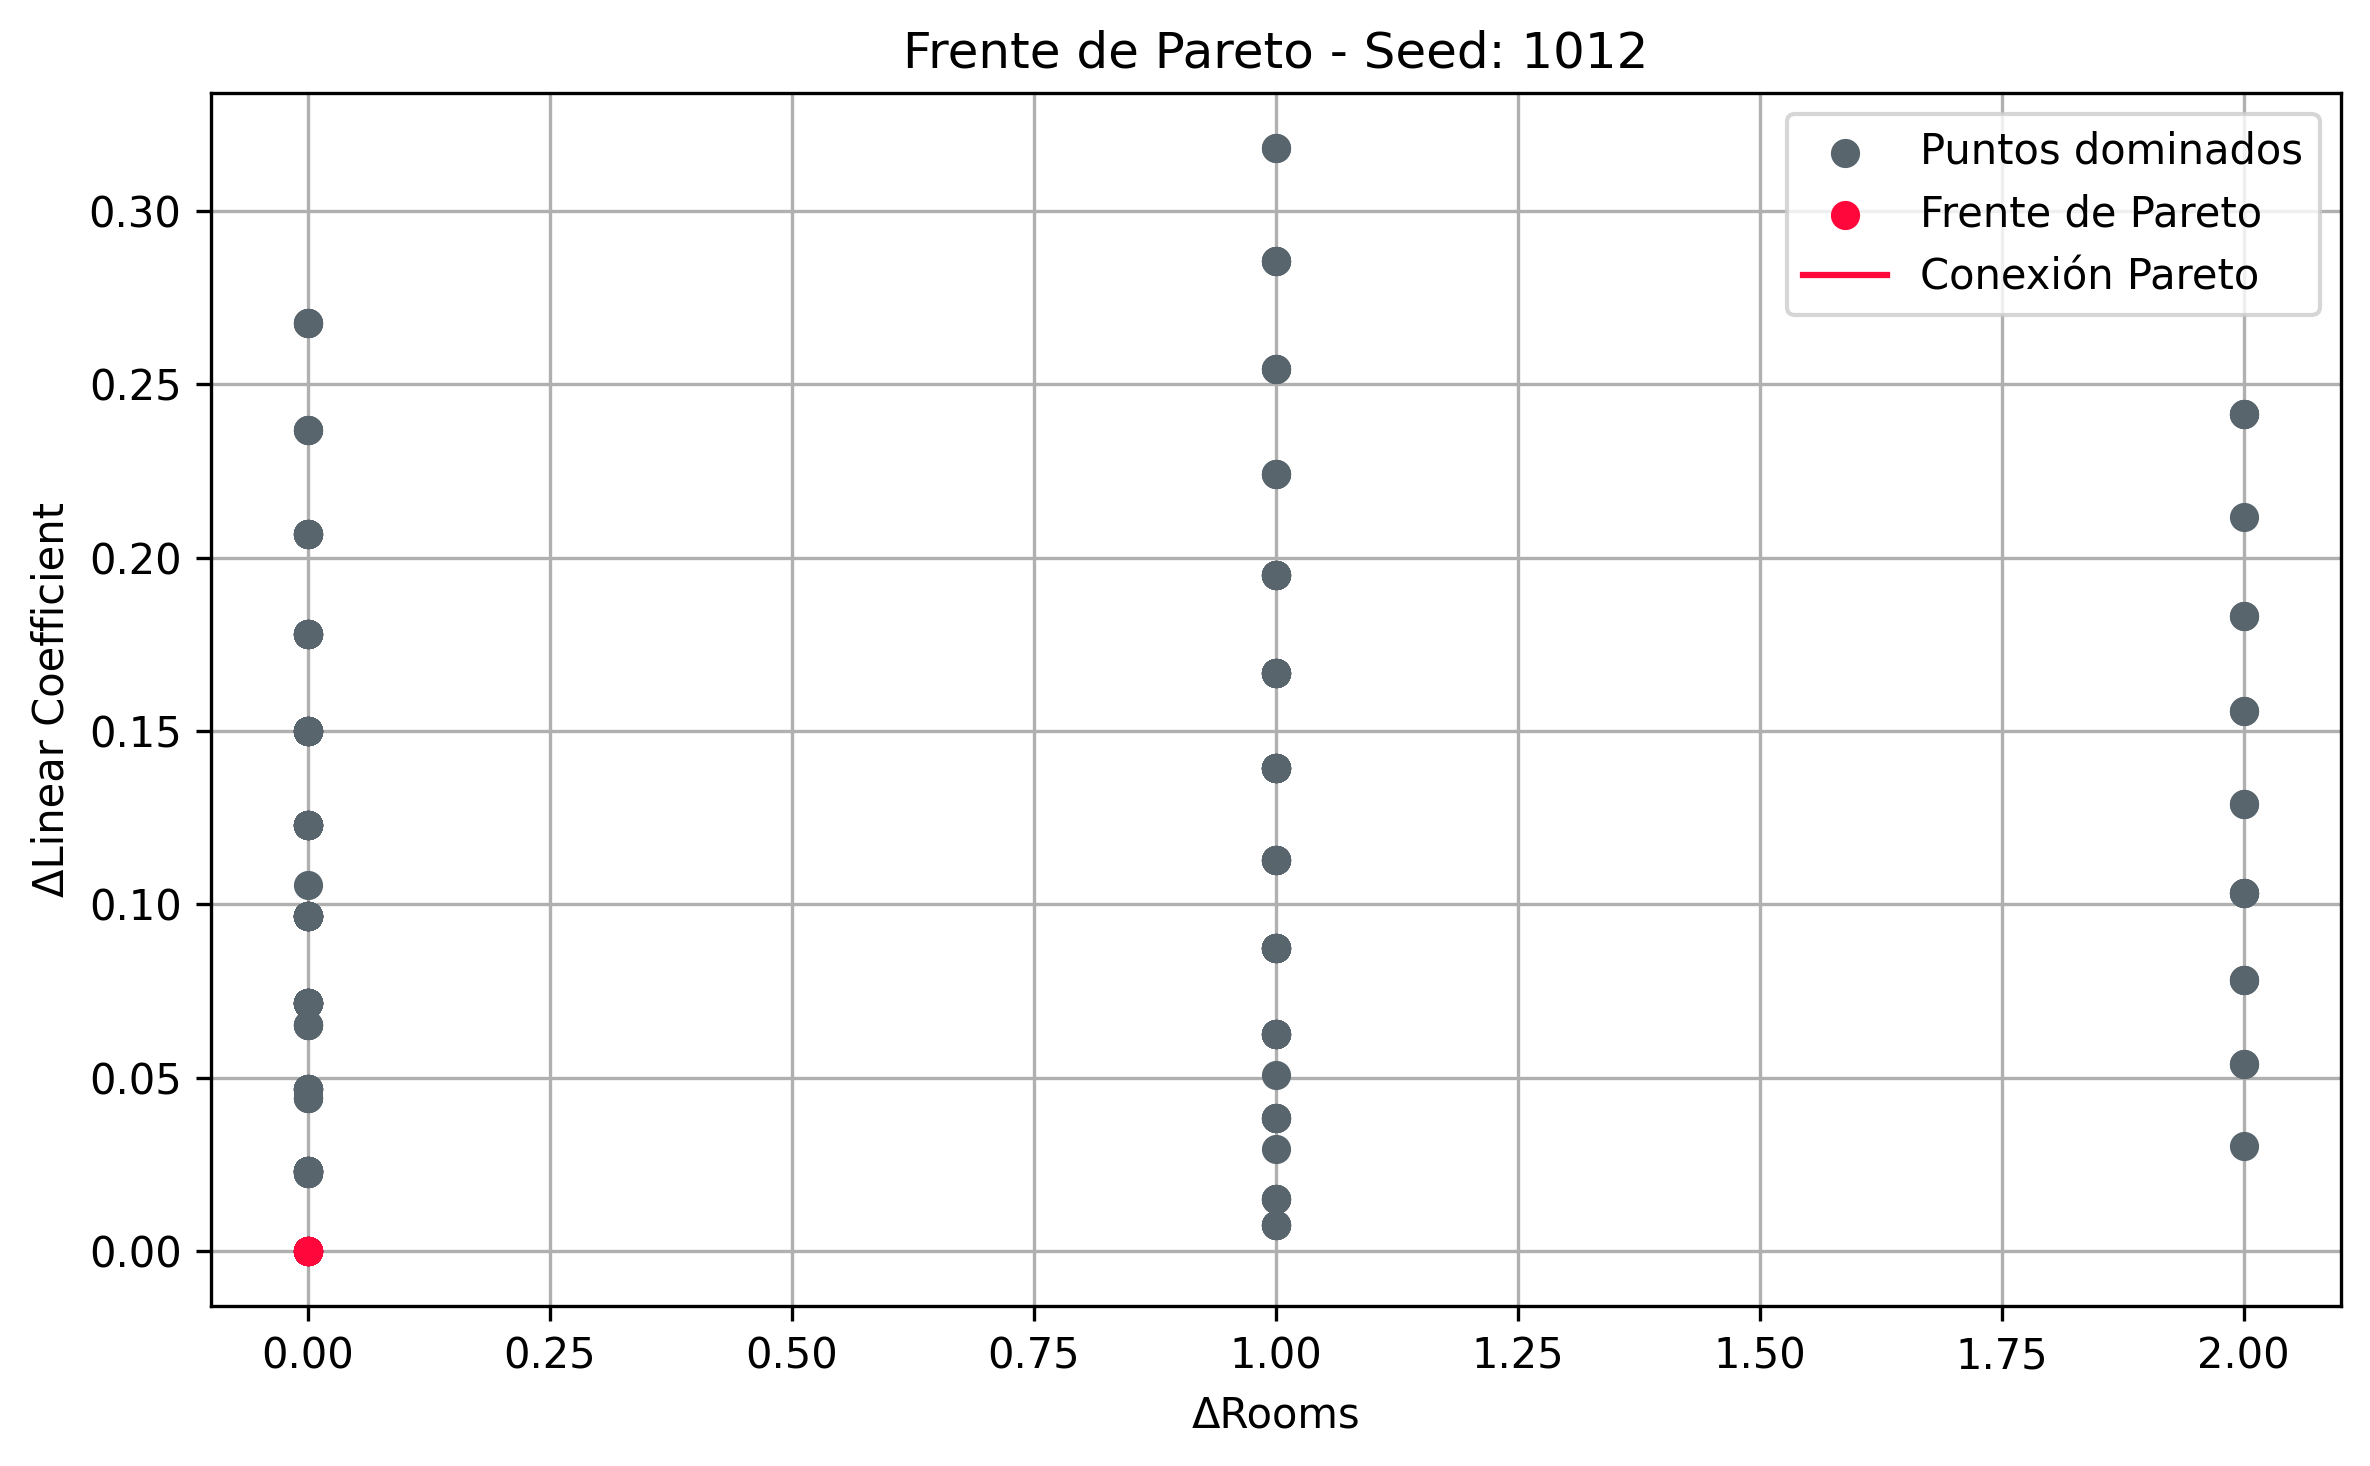 Frente de Pareto - Seed: 1012
Puntos dominados
Frente de Pareto
Conexión Pareto
ΔLinear Coefficient
0.30
0.25
0.20
0.15
0.10
0.05
0.00
0.00 0.25 0.50 0.75 1.00 1.25 1.50 1.75 2.00
ΔRooms